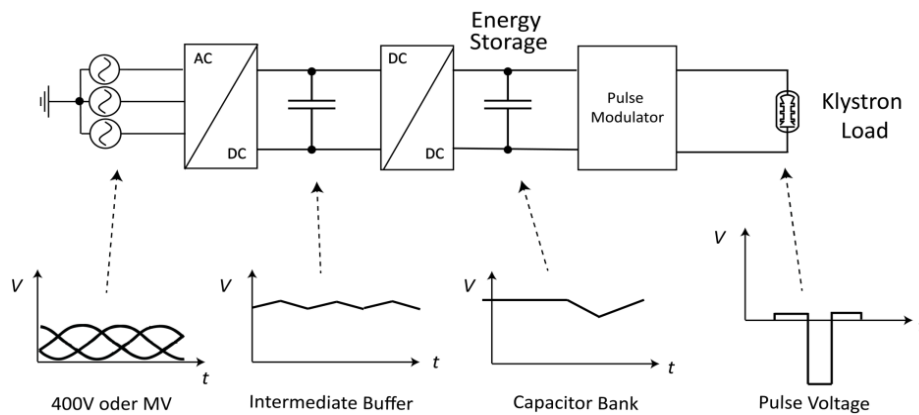 Energy
Storage
AC
DC
DC
DC
Pulse
Modulator
Klystron
Load
V
t
400V oder MV
V
t
Intermediate Buffer
V
t
Capacitor Bank
V
t
Pulse Voltage